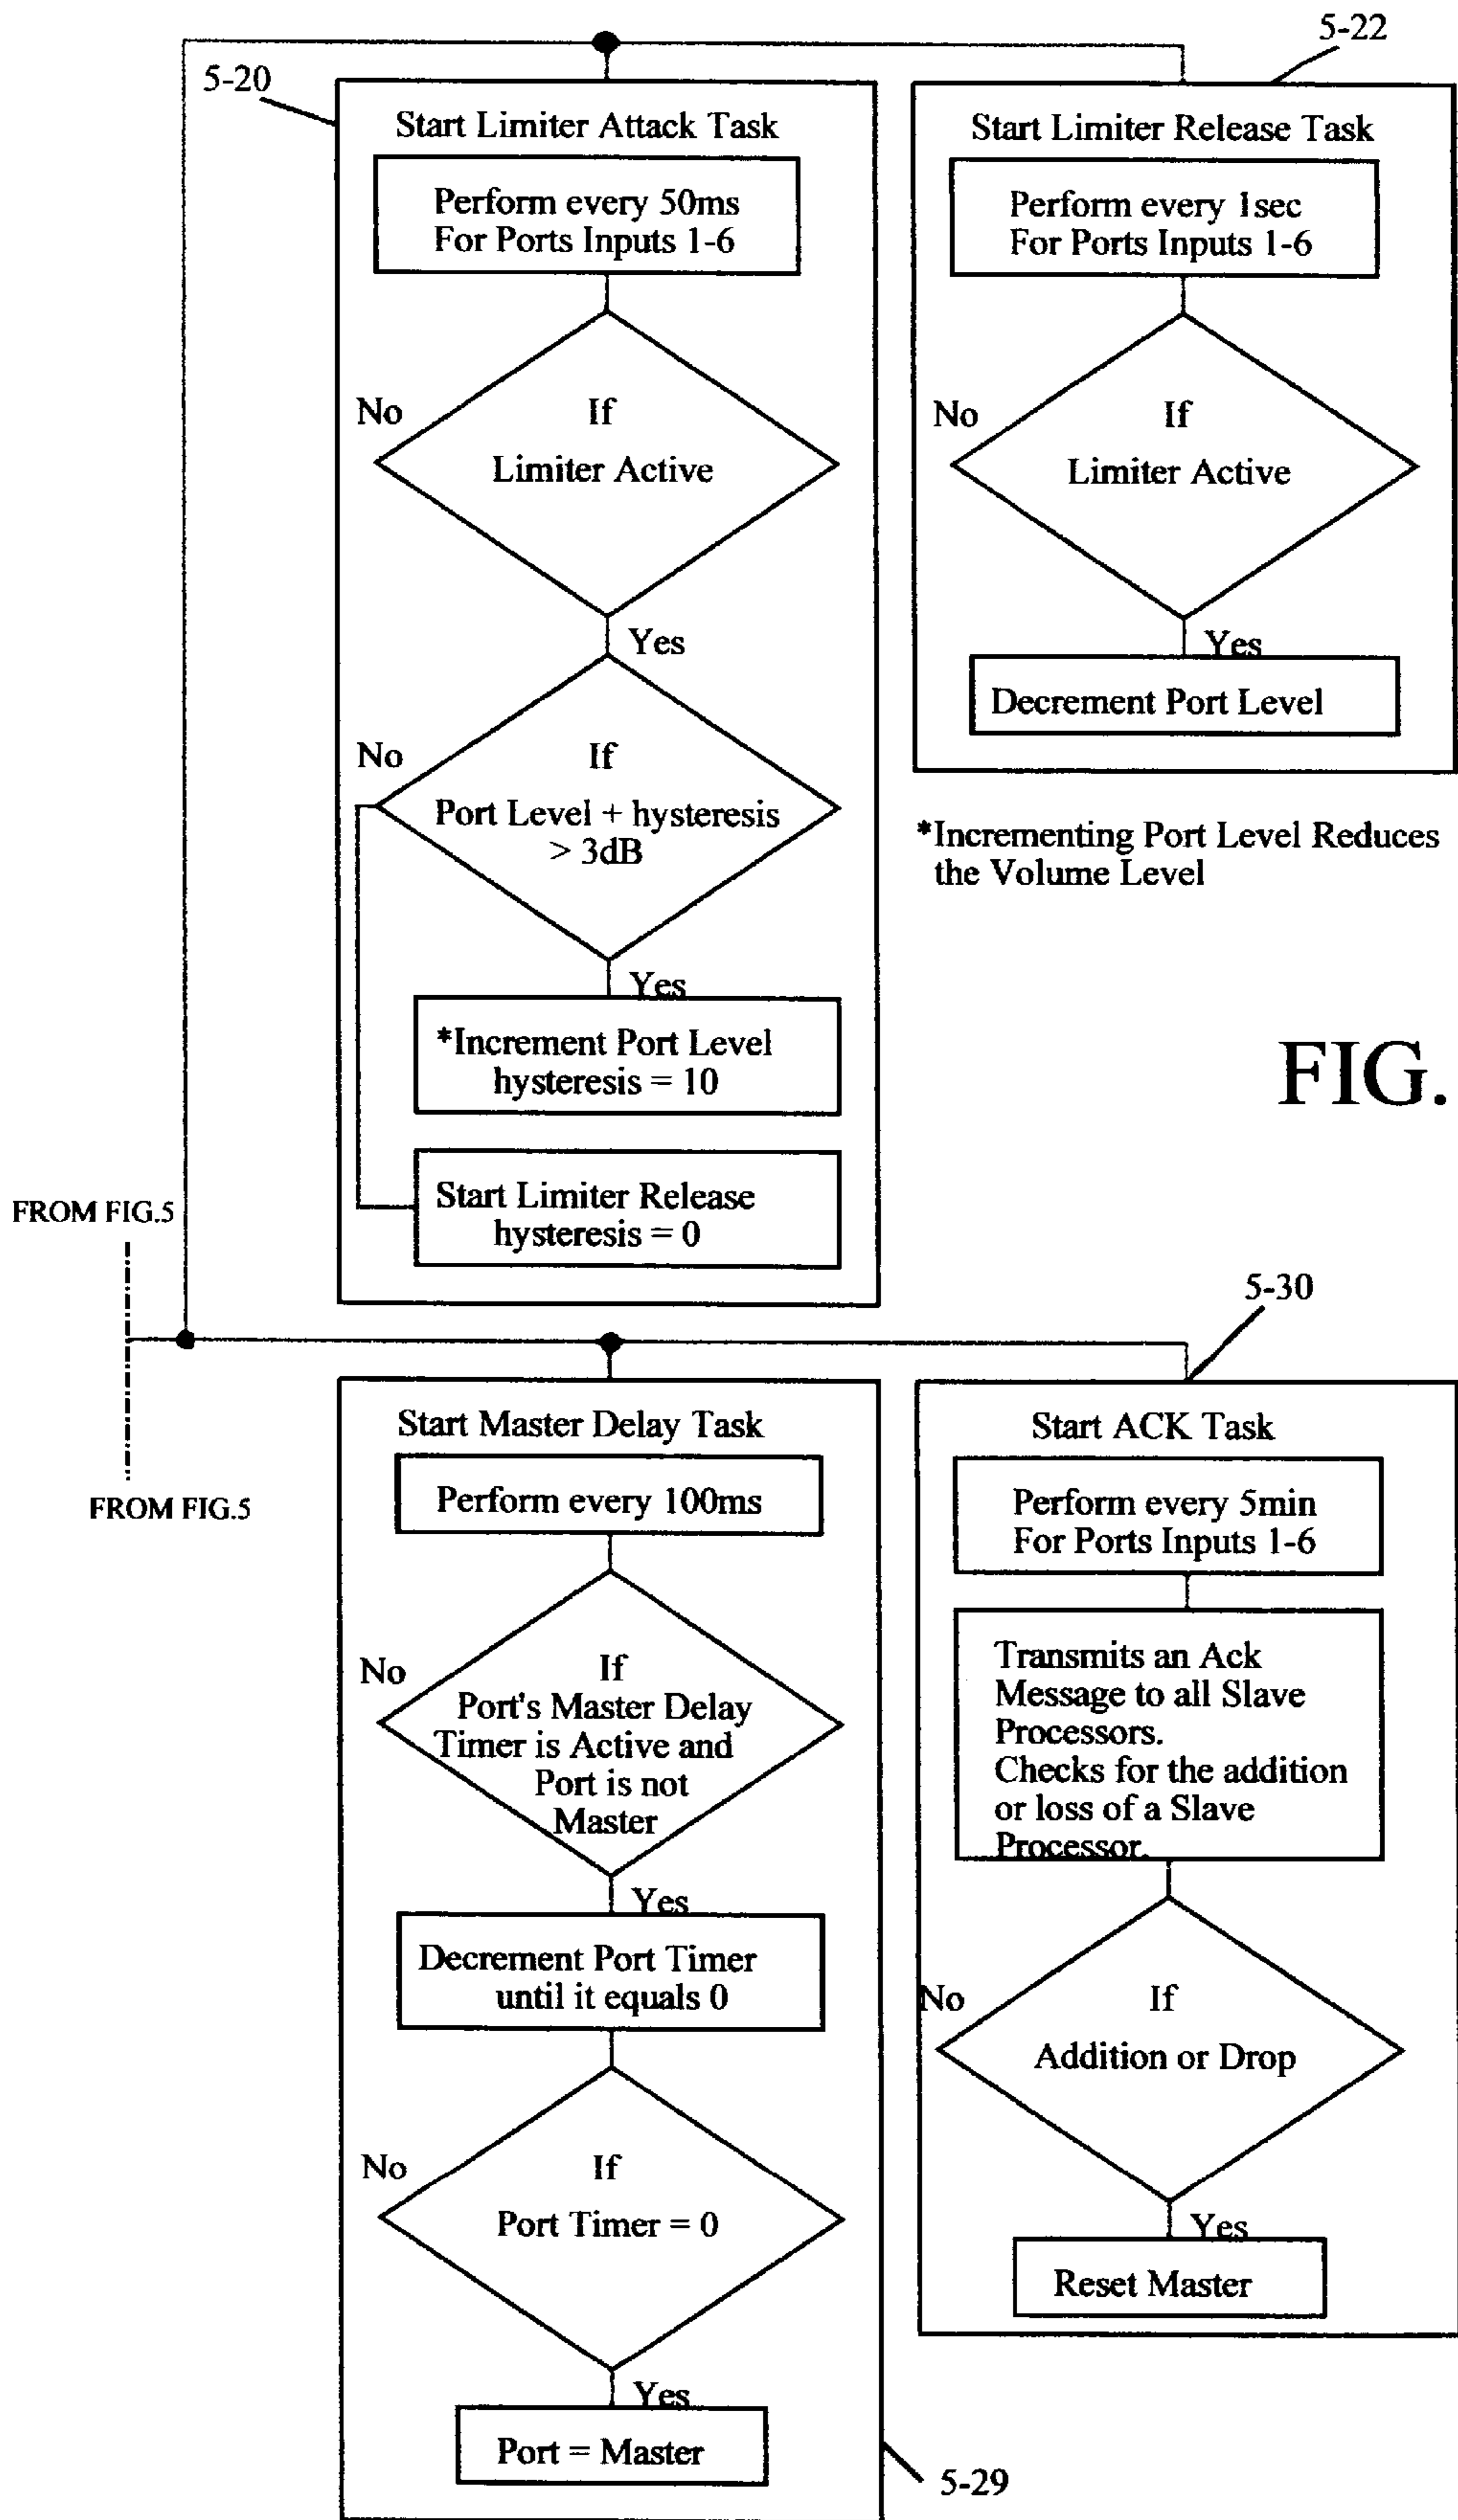 5-20
Start Limiter Attack Task
Perform every 50ms
For Ports Inputs 1-6
No
If
Limiter Active
Yes
No
If
Port Level + hysteresis
> 3dB
Yes
*Increment Port Level
hysteresis = 10
Start Limiter Release
hysteresis = 0
5-22
Start Limiter Release Task
Perform every 1sec
For Ports Inputs 1-6
No
If
Limiter Active
Yes
Decrement Port Level
*Incrementing Port Level Reduces
the Volume Level
FIG.
FROM FIG.5
FROM FIG.5
Start Master Delay Task
Perform every 100ms
No
If
Port's Master Delay
Timer is Active and
Port is not
Master
Yes
Decrement Port Timer
until it equals 0
No
If
Port Timer = 0
Yes
Port = Master
5-29
5-30
Start ACK Task
Perform every 5min
For Ports Inputs 1-6
Transmits an Ack
Message to all Slave
Processors.
Checks for the addition
or loss of a Slave
Processor.
No
If
Addition or Drop
Yes
Reset Master